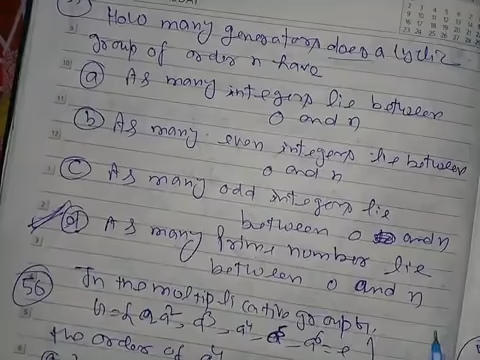 How many generators does a cyclic
group of order n have
(a) As many integers lie between
0 and n
(b) As many even integers lie between
0 and n
(c) As many odd integers lie
between 0 and n
(d) As many prime number lie
between 0 and n
(56) In the multiplicative group G,
G = {a, a², a³, a⁴, a⁵, a⁶ =
the order of a⁴